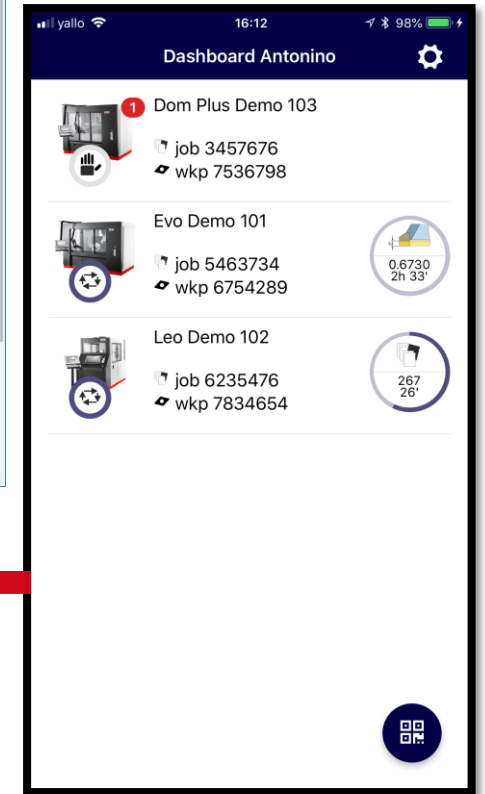 yallo 16:12 98%
Dashboard Antonino
1
Dom Plus Demo 103
job 3457676
wkp 7536798
Evo Demo 101
job 5463734
wkp 6754289
0.6730
2h 33'
Leo Demo 102
job 6235476
wkp 7834654
267
26'